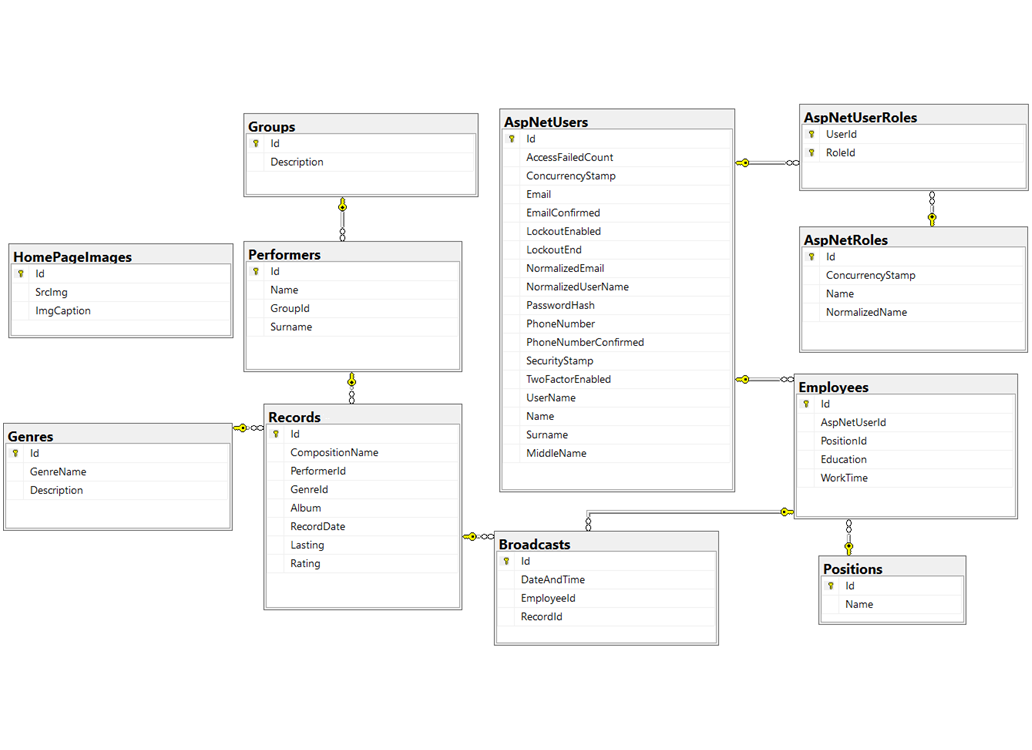 Groups
Id
Description
AspNetUsers
Id
AccessFailedCount
ConcurrencyStamp
Email
EmailConfirmed
LockoutEnabled
LockoutEnd
NormalizedEmail
NormalizedUserName
PasswordHash
PhoneNumber
PhoneNumberConfirmed
SecurityStamp
TwoFactorEnabled
UserName
Name
Surname
MiddleName
AspNetUserRoles
UserId
RoleId
AspNetRoles
Id
ConcurrencyStamp
Name
NormalizedName
HomePageImages
Id
SrcImg
ImgCaption
Performers
Id
Name
GroupId
Surname
Employees
Id
AspNetUserId
PositionId
Education
WorkTime
Genres
Id
GenreName
Description
Records
Id
CompositionName
PerformerId
GenreId
Album
RecordDate
Lasting
Rating
Broadcasts
Id
DateAndTime
EmployeeId
RecordId
Positions
Id
Name